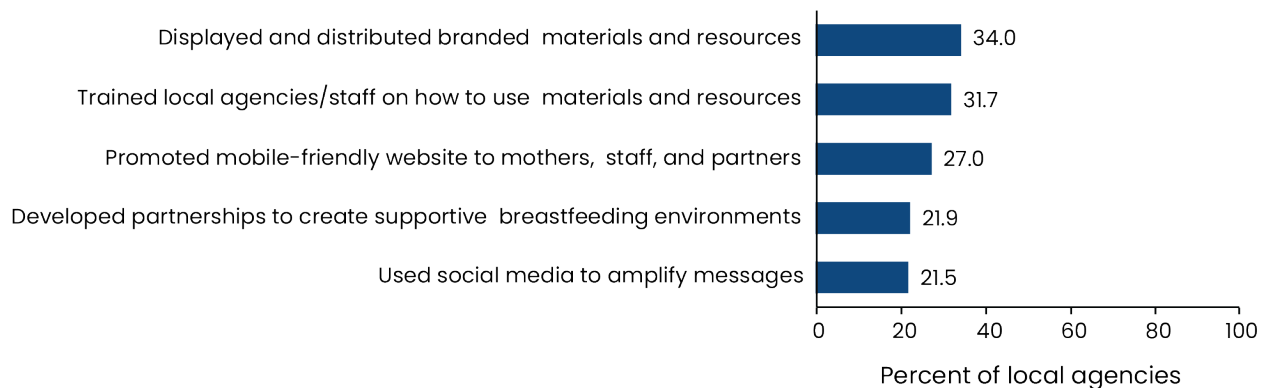 Displayed and distributed branded materials and resources 34.0
Trained local agencies/staff on how to use materials and resources 31.7
Promoted mobile-friendly website to mothers, staff, and partners 27.0
Developed partnerships to create supportive breastfeeding environments 21.9
Used social media to amplify messages 21.5
0 20 40 60 80 100
Percent of local agencies